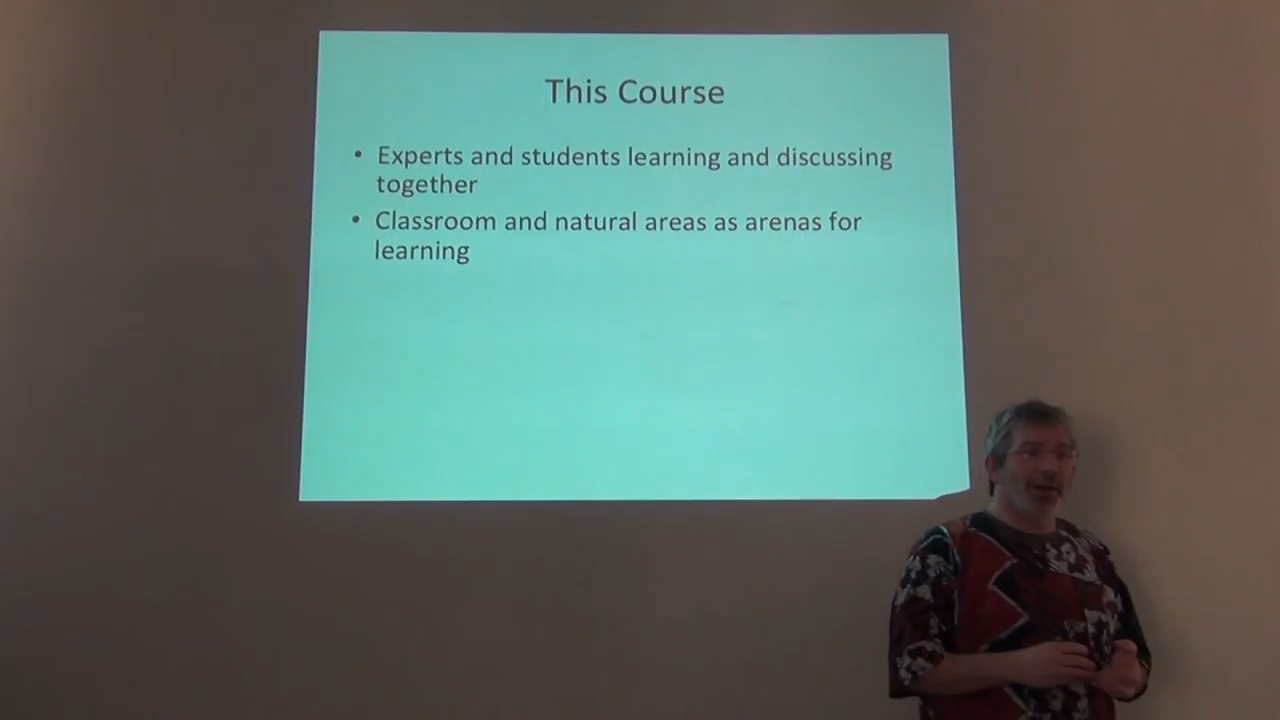 This Course
• Experts and students learning and discussing
together
• Classroom and natural areas as arenas for
learning